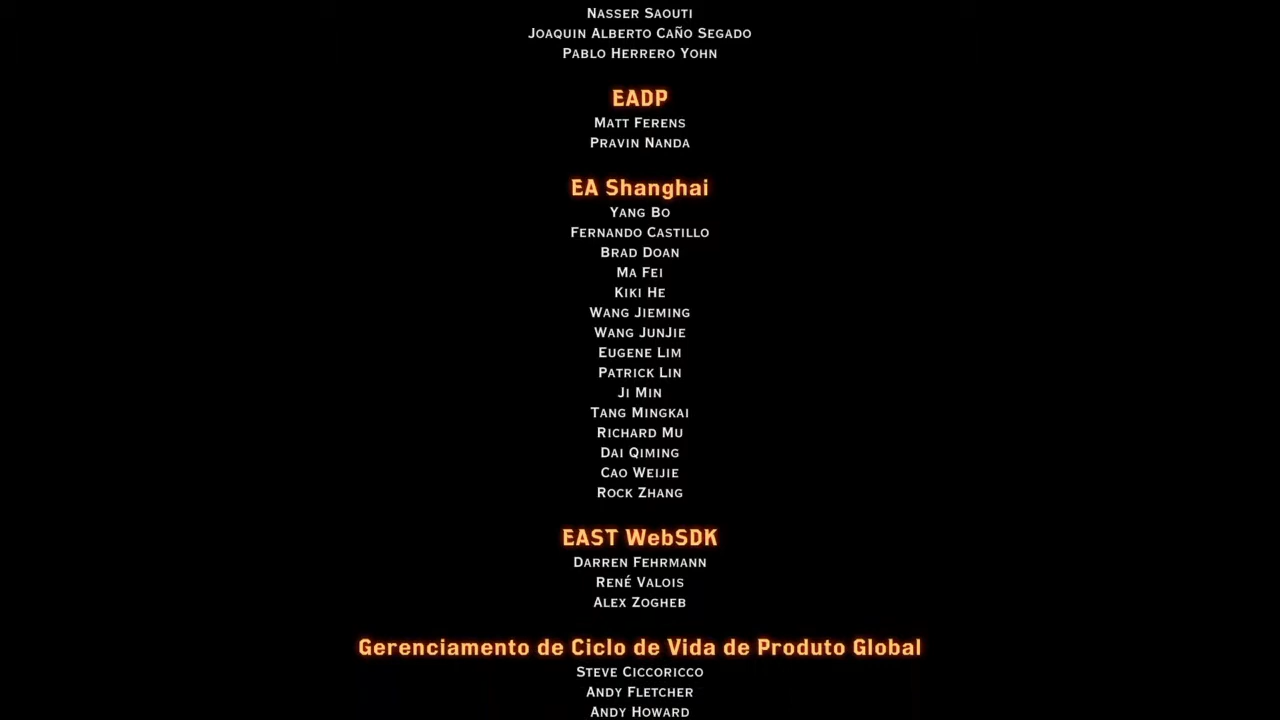 Nasser Saouti
Joaquin Alberto Caño Segado
Pablo Herrero Yohn
EADP
Matt Ferens
Pravin Nanda
EA Shanghai
Yang Bo
Fernando Castillo
Brad Doan
Ma Fei
Kiki He
Wang Jieming
Wang JunJie
Eugene Lim
Patrick Lin
Ji Min
Tang Mingkai
Richard Mu
Dai Qiming
Cao Weijie
Rock Zhang
EAST WebSDK
Darren Fehrmann
René Valois
Alex Zogheb
Gerenciamento de Ciclo de Vida de Produto Global
Steve Ciccoricco
Andy Fletcher
Andy Howard